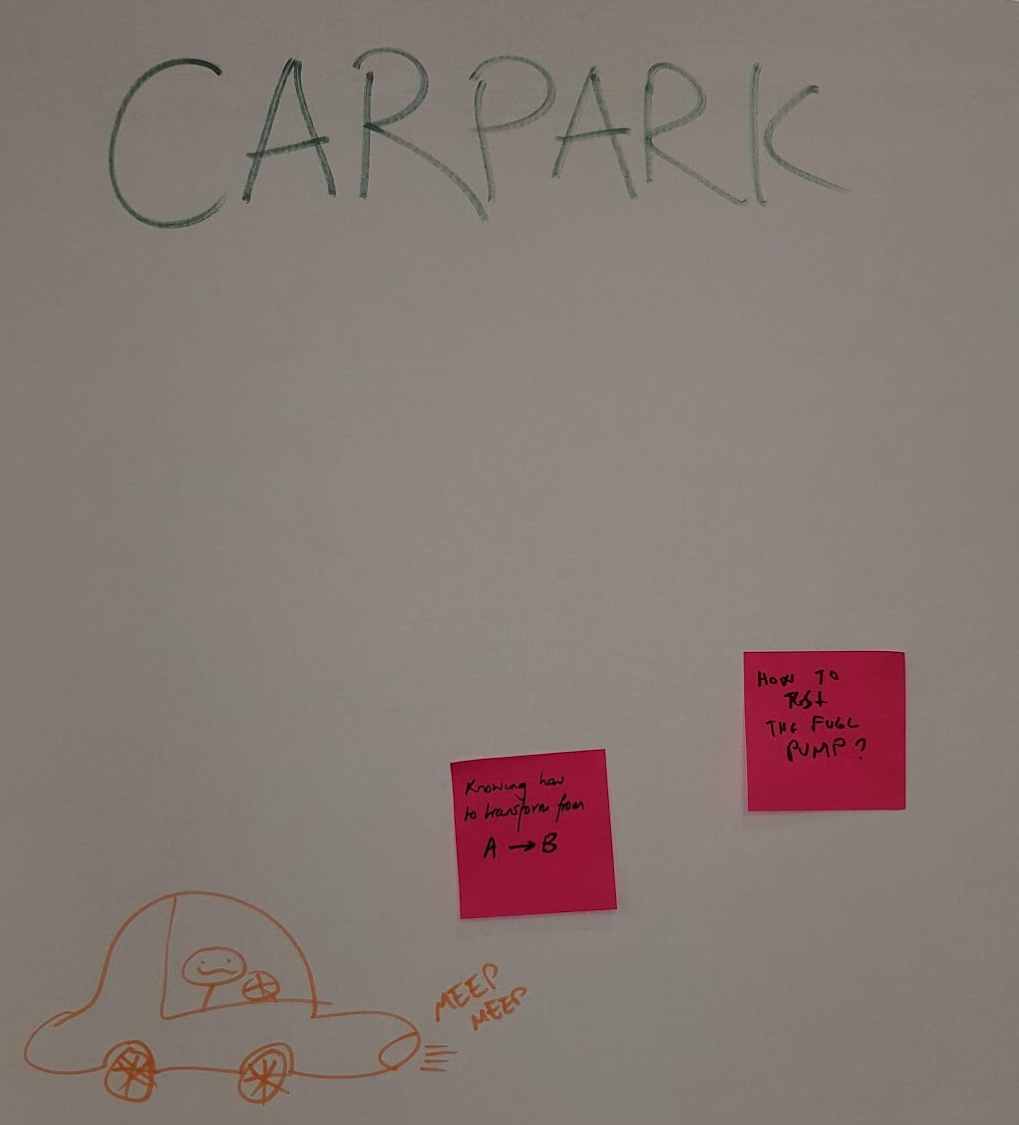 CARPARK
HOW TO
TEST
THE FUEL
PUMP?
Knowing how
to transform from
A → B
MEEP
MEEP